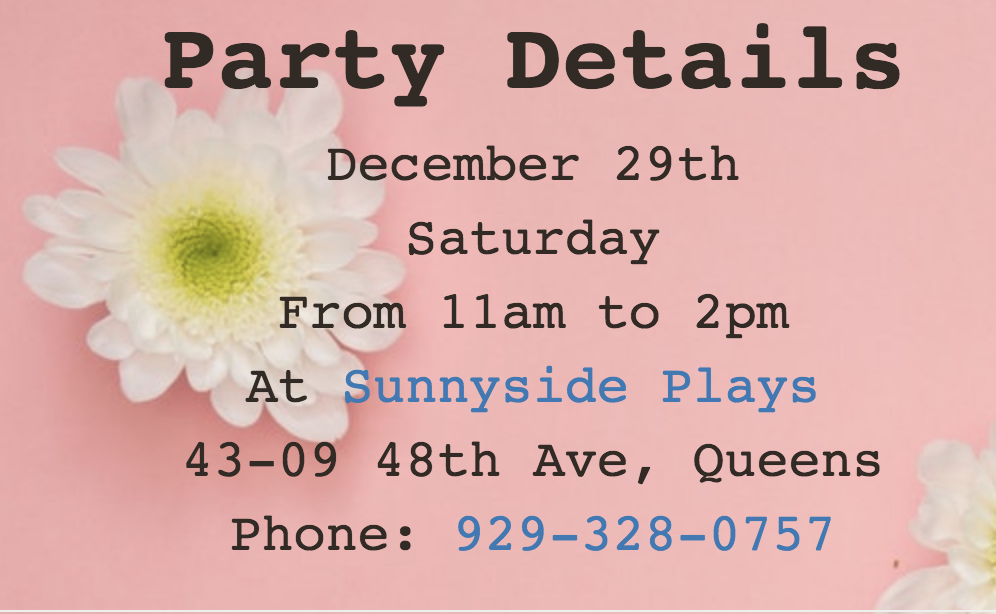 Party Details
December 29th
Saturday
From 11am to 2pm
At Sunnyside Plays
43-09 48th Ave, Queens
Phone: 929-328-0757